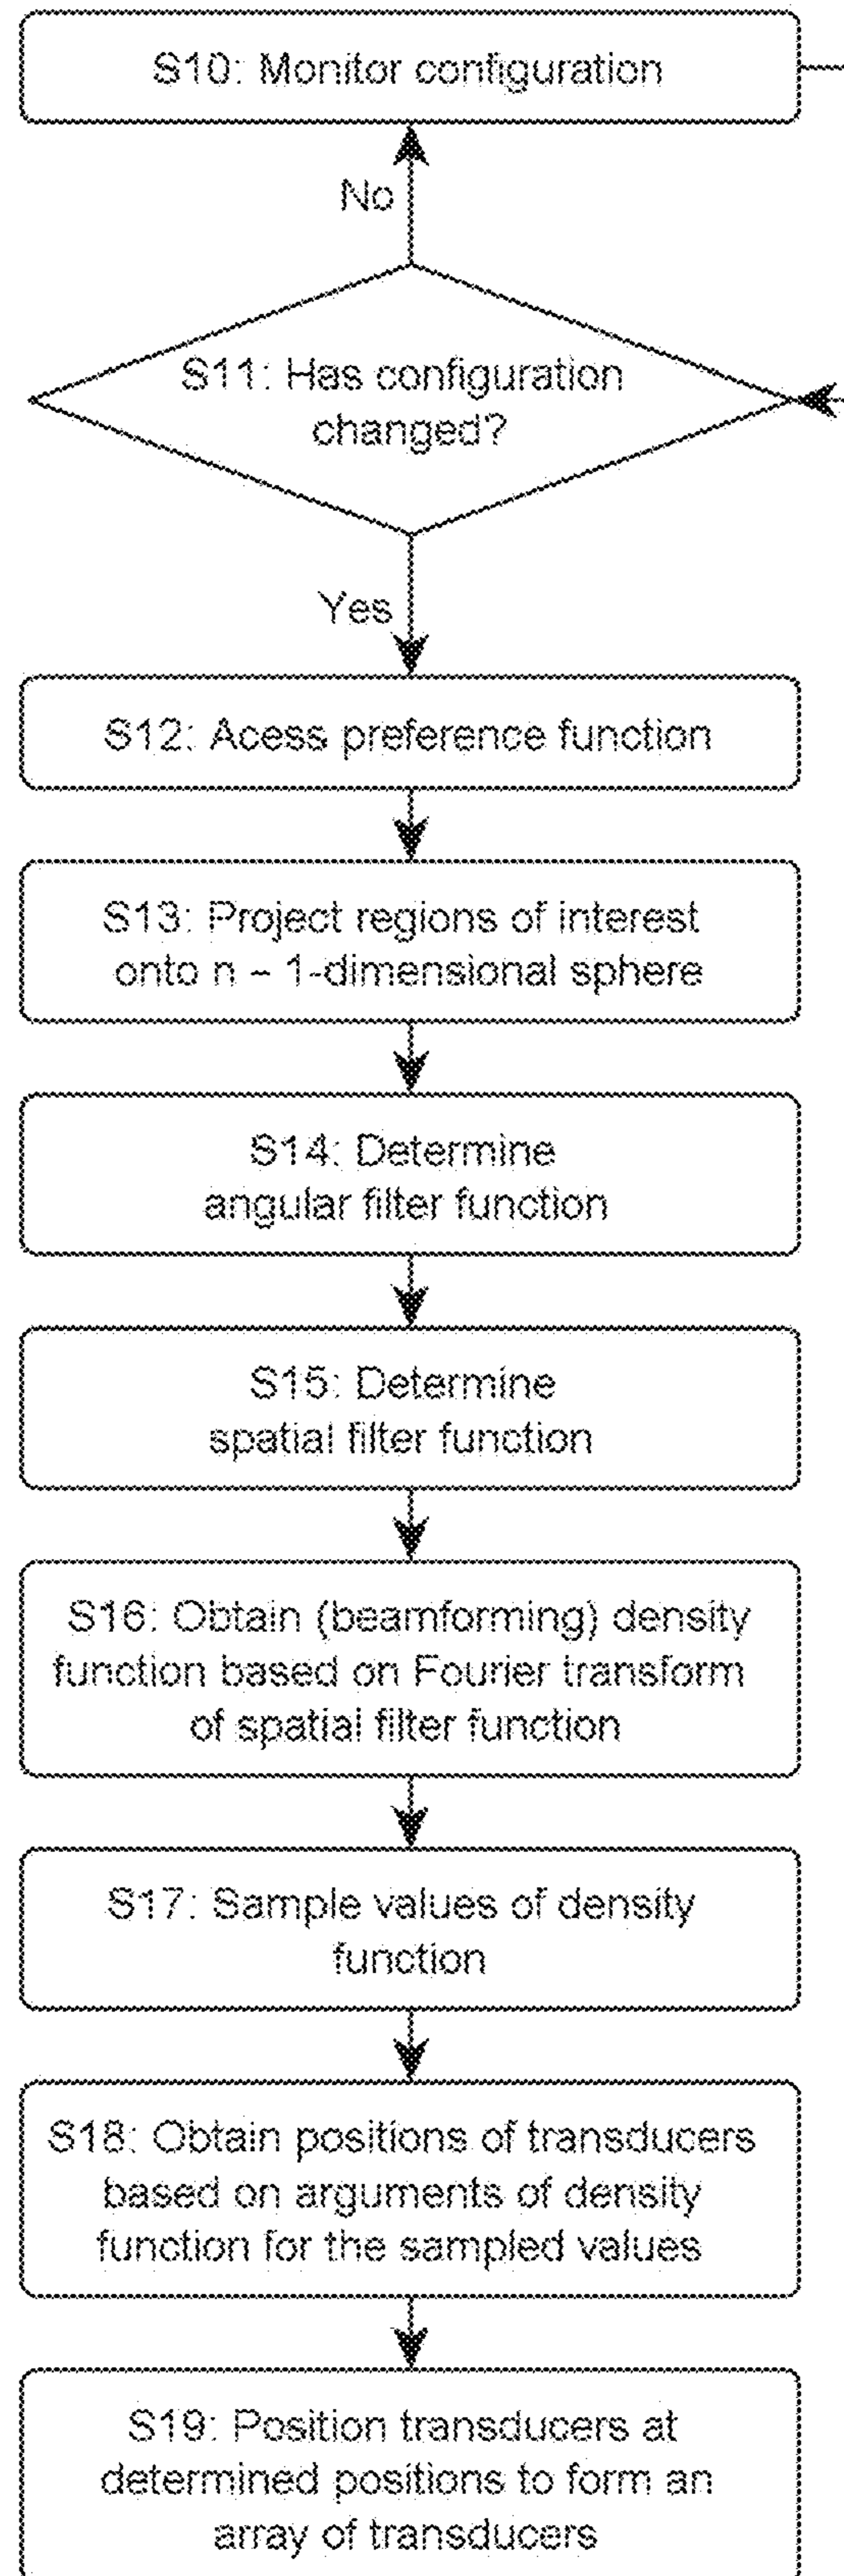 S10: Monitor configuration
No
S11: Has configuration
changed?
Yes
S12: Acess preference function
S13: Project regions of interest
onto n – 1-dimensional sphere
S14: Determine
angular filter function
S15: Determine
spatial filter function
S16: Obtain (beamforming) density
function based on Fourier transform
of spatial filter function
S17: Sample values of density
function
S18: Obtain positions of transducers
based on arguments of density
function for the sampled values
S19: Position transducers at
determined positions to form an
array of transducers